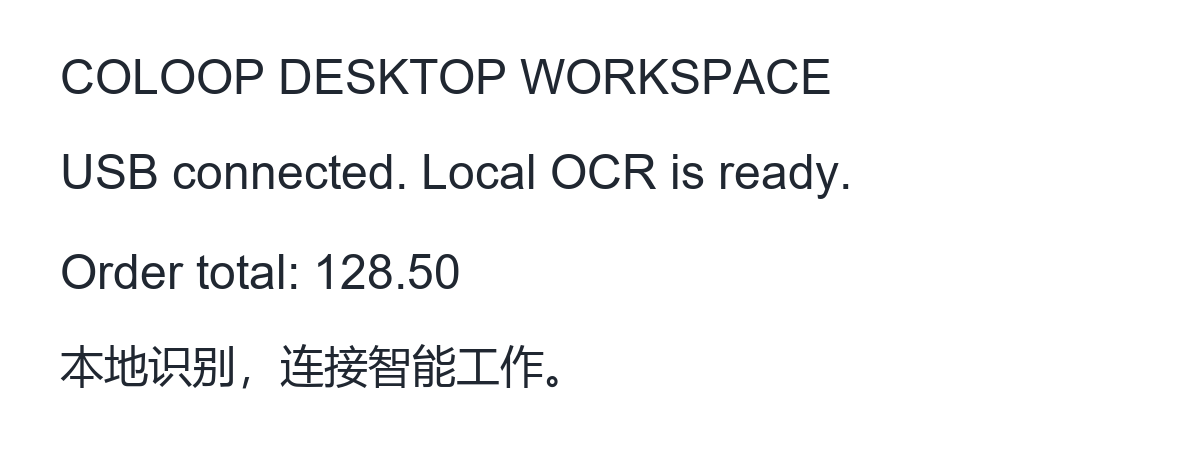 COLOOP DESKTOP WORKSPACE
USB connected. Local OCR is ready.
Order total: 128.50
本地识别，连接智能工作。